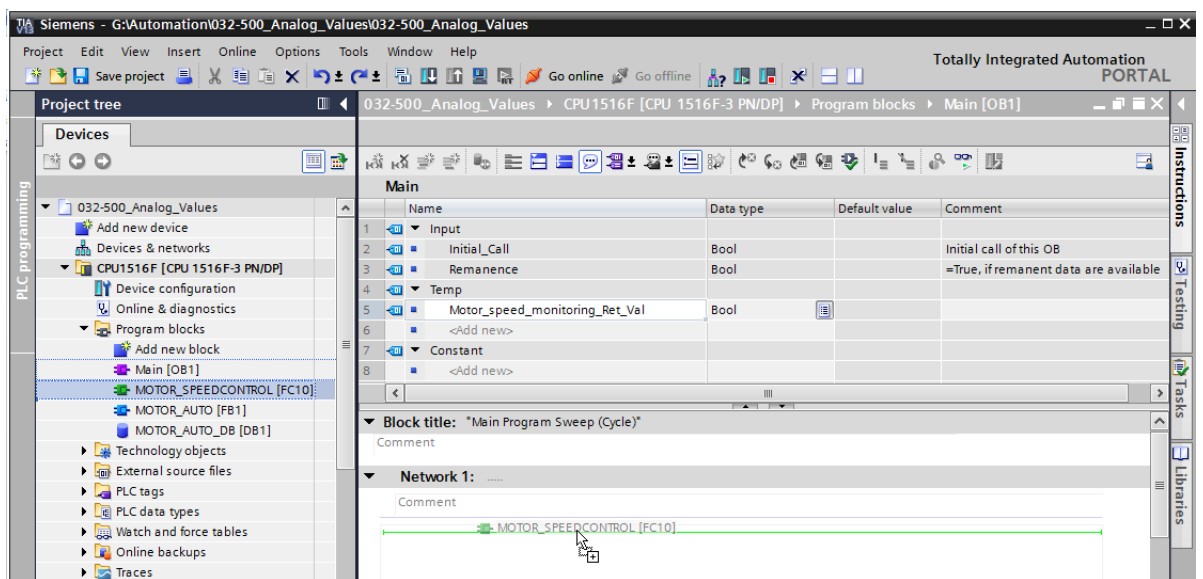 TIA V13 Siemens - G:\Automation\032-500_Analog_Values\032-500_Analog_Values
Project Edit View Insert Online Options Tools Window Help
Totally Integrated Automation
PORTAL
Save project Go online Go offline
Project tree
032-500_Analog_Values CPU1516F [CPU 1516F-3 PN/DP] Program blocks Main [OB1]
Devices
PLC programming
032-500_Analog_Values
Add new device
Devices & networks
CPU1516F [CPU 1516F-3 PN/DP]
Device configuration
Online & diagnostics
Program blocks
Add new block
Main [OB1]
MOTOR_SPEEDCONTROL [FC10]
MOTOR_AUTO [FB1]
MOTOR_AUTO_DB [DB1]
Technology objects
External source files
PLC tags
PLC data types
Watch and force tables
Online backups
Traces
Main
Name Data type Default value Comment
1 Input
2 Initial_Call Bool Initial call of this OB
3 Remanence Bool =True, if remanent data are available
4 Temp
5 Motor_speed_monitoring_Ret_Val Bool
6 <Add new>
7 Constant
8 <Add new>
Block title: "Main Program Sweep (Cycle)"
Comment
Network 1: .....
Comment
MOTOR_SPEEDCONTROL [FC10]
Instructions
Testing
Tasks
Libraries